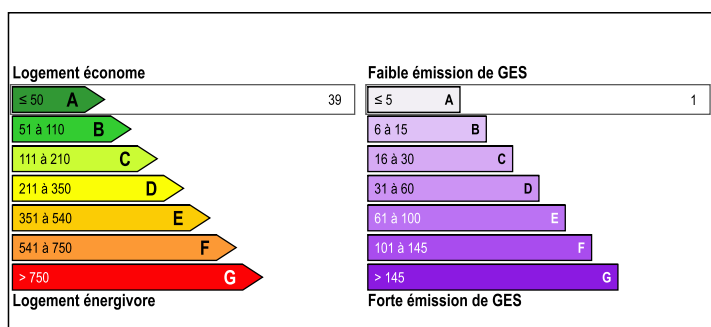 Logement économe
≤ 50 A 39
51 à 110 B
111 à 210 C
211 à 350 D
351 à 540 E
541 à 750 F
> 750 G
Logement énergivore
Faible émission de GES
≤ 5 A 1
6 à 15 B
16 à 30 C
31 à 60 D
61 à 100 E
101 à 145 F
> 145 G
Forte émission de GES